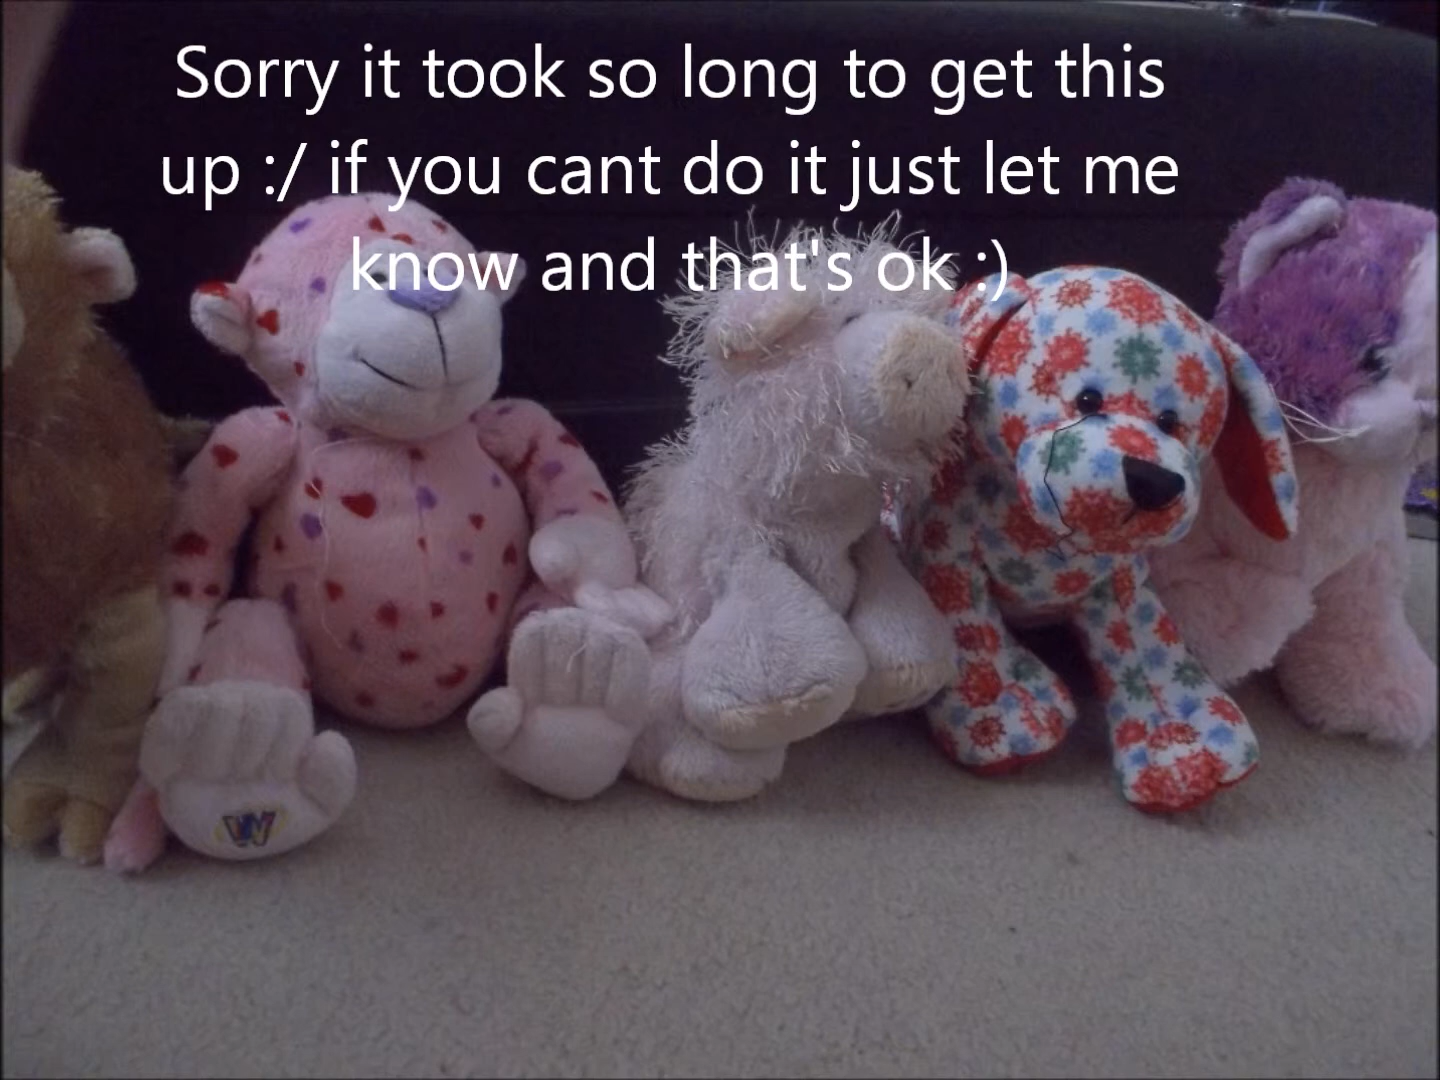 Sorry it took so long to get this
up :/ if you cant do it just let me
know and that's ok :)
W